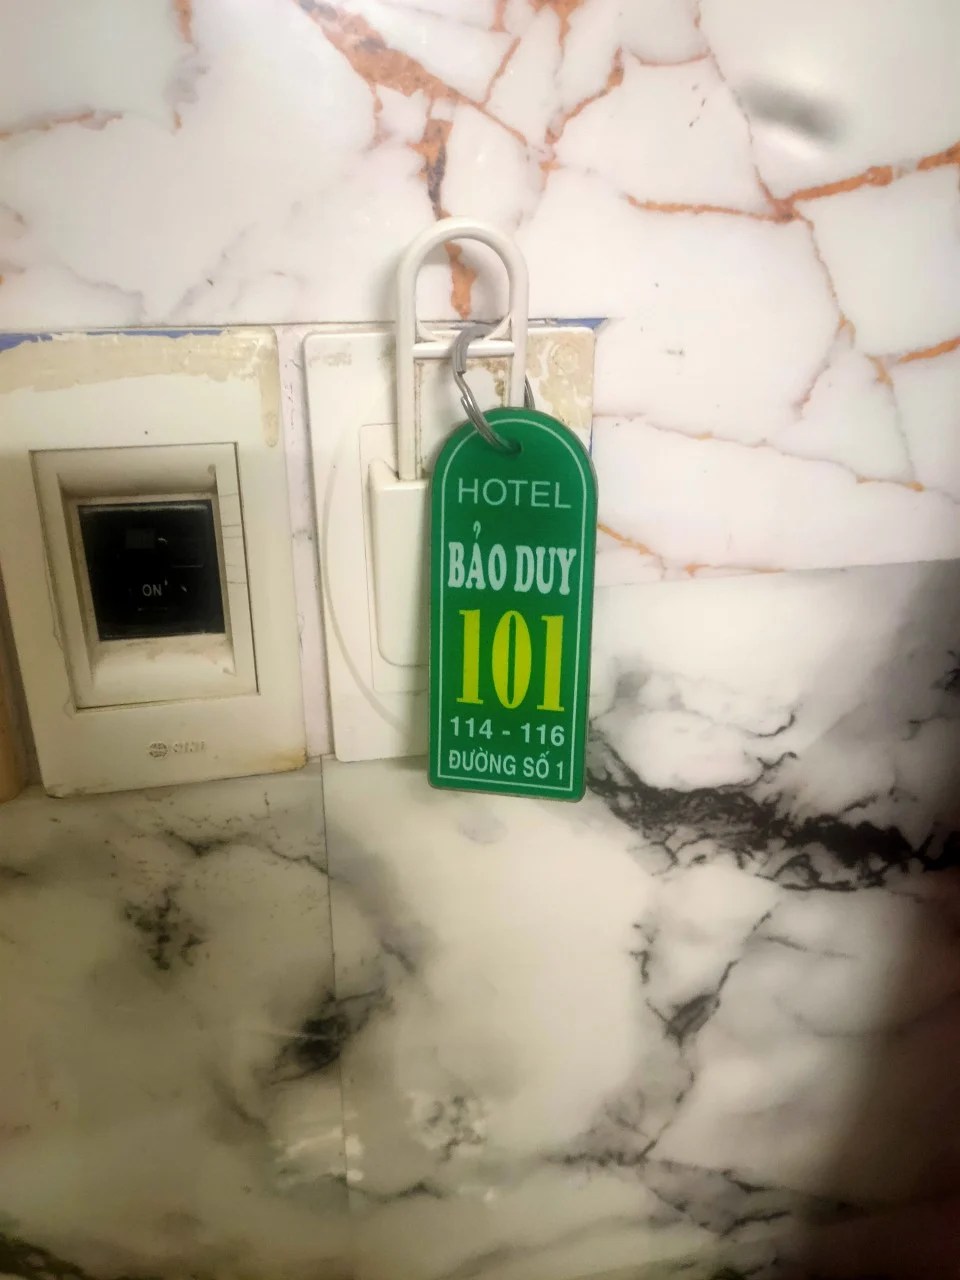 HOTEL
BẢO DUY
101
114 - 116
ĐƯỜNG SỐ 1
ON